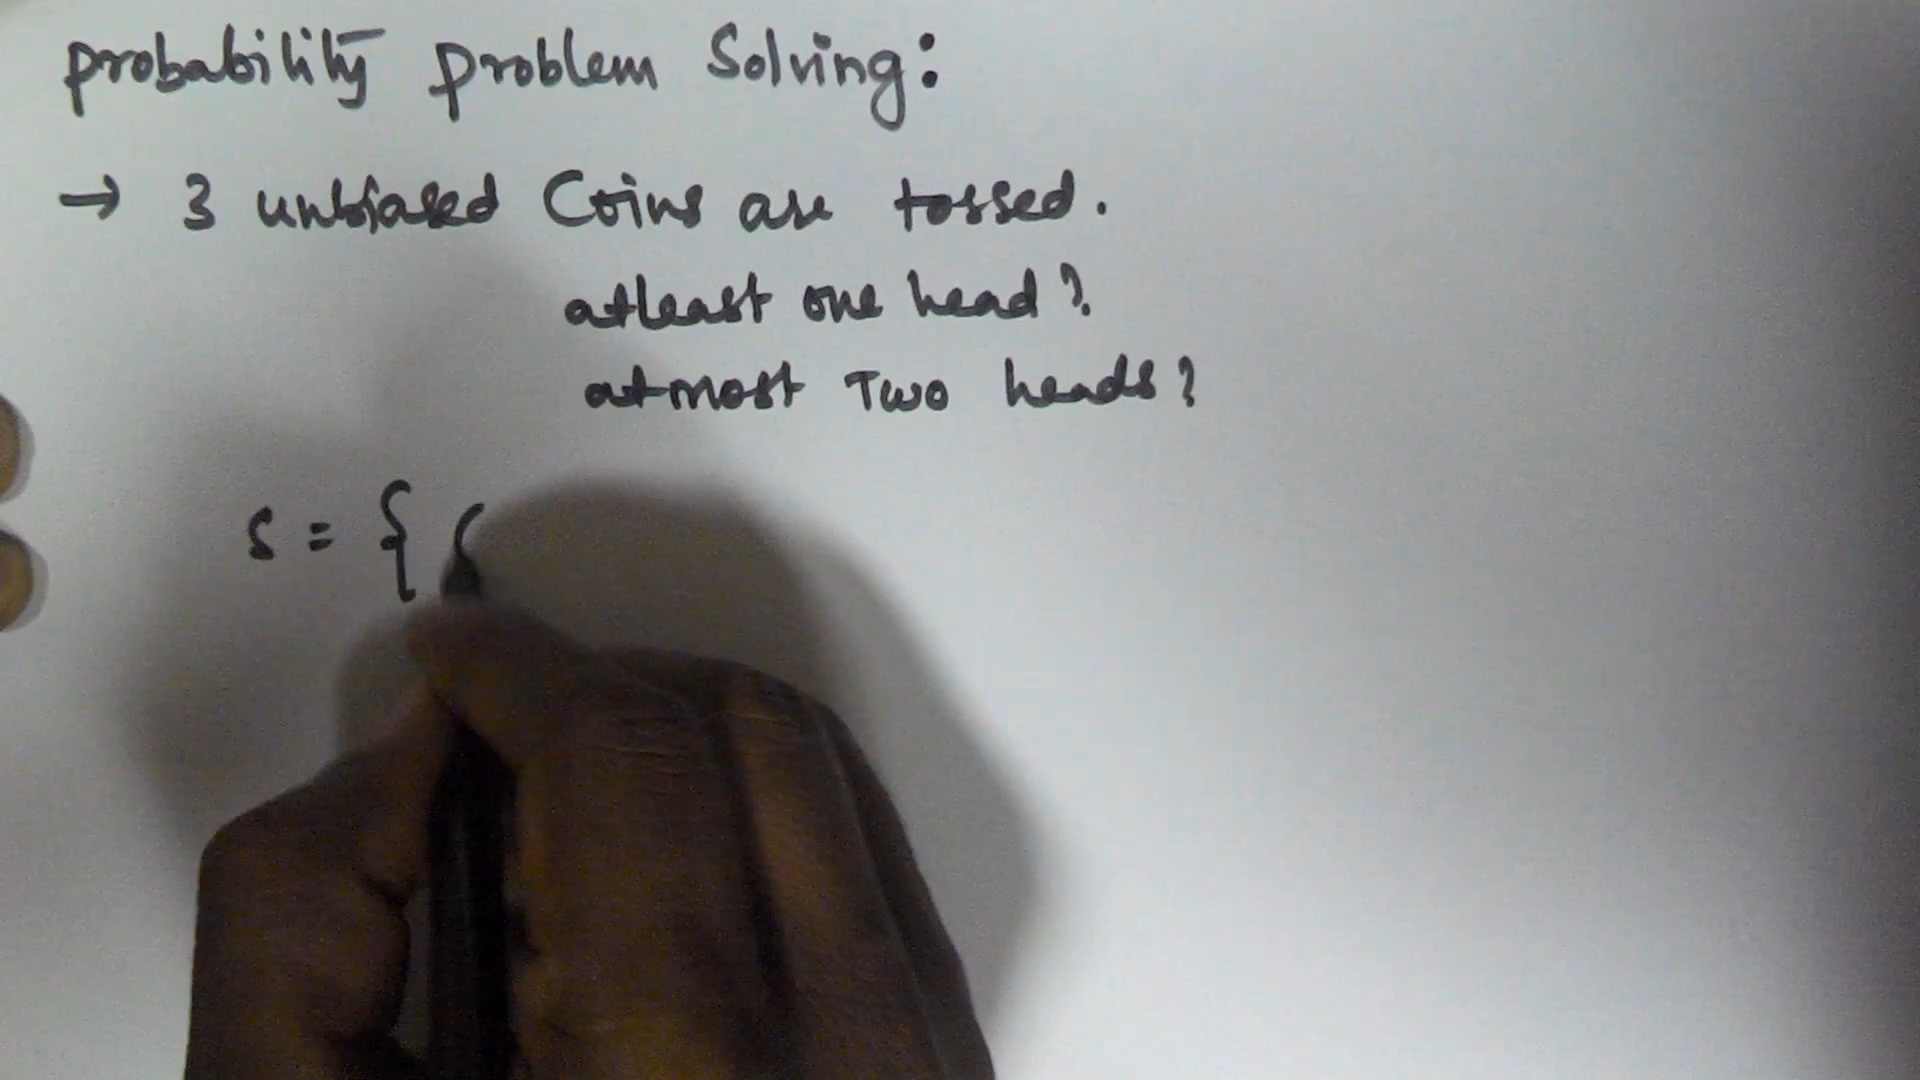 probability problem Solving:
→ 3 unbiased Coins are tossed.
atleast one head?
atmost Two heads?
S = { (